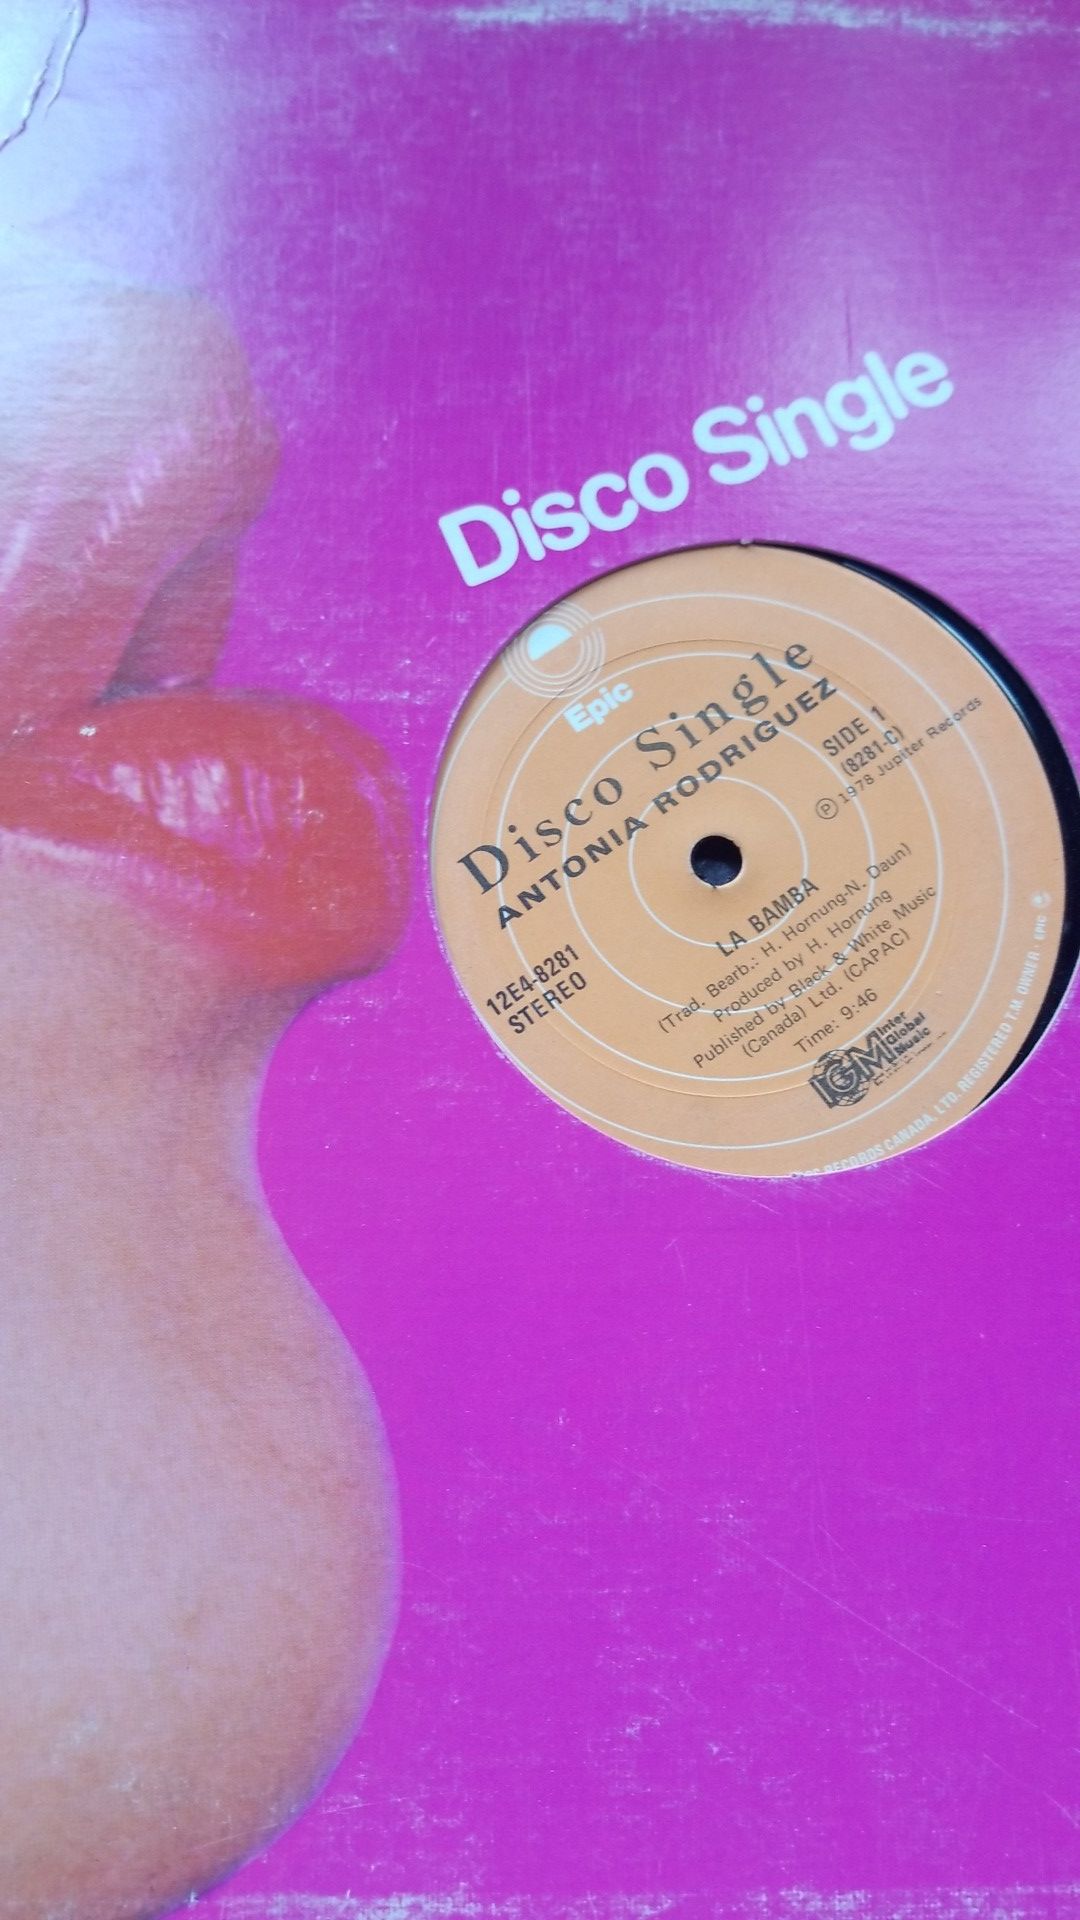 Disco Single
Epic
Disco Single
ANTONIA RODRIGUEZ
SIDE 1
(8281-C)
Ⓟ 1978 Jupiter Records
12E4-8281
STEREO
LA BAMBA
(Trad. Bearb.: H. Hornung-N. Daun)
Produced by H. Hornung
Published by Black & White Music
(Canada) Ltd. (CAPAC)
Time: 9:46
IGM Inter
Global
Music
RECORDS CANADA, LTD. REGISTERED T.M. OWNER · EPIC